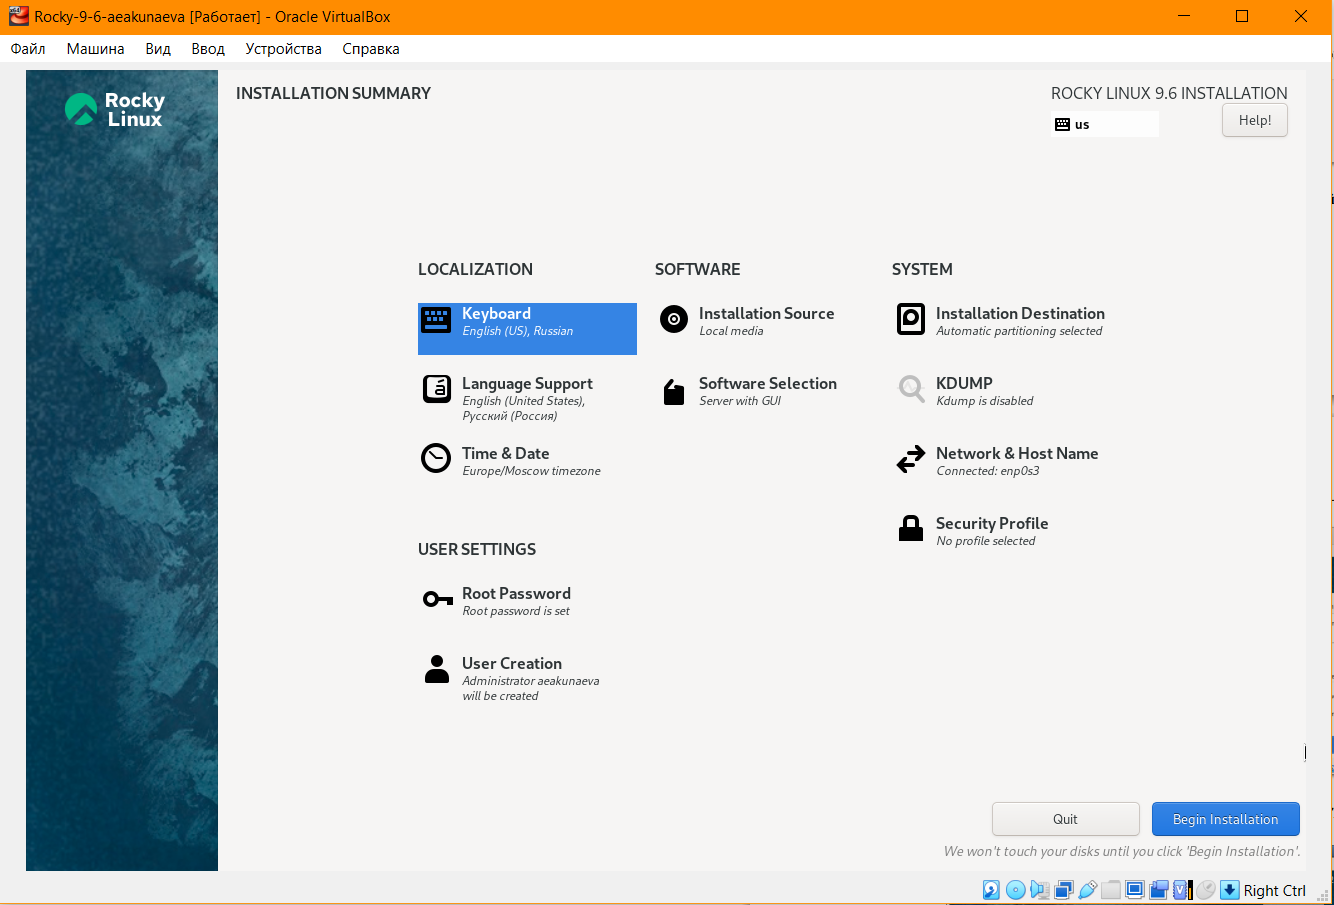 Rocky-9-6-aeakunaeva [Работает] - Oracle VirtualBox
Файл Машина Вид Ввод Устройства Справка
Rocky
Linux
INSTALLATION SUMMARY
ROCKY LINUX 9.6 INSTALLATION
us
Help!
LOCALIZATION
Keyboard
English (US), Russian
Language Support
English (United States),
Русский (Россия)
Time & Date
Europe/Moscow timezone
SOFTWARE
Installation Source
Local media
Software Selection
Server with GUI
SYSTEM
Installation Destination
Automatic partitioning selected
KDUMP
Kdump is disabled
Network & Host Name
Connected: enp0s3
Security Profile
No profile selected
USER SETTINGS
Root Password
Root password is set
User Creation
Administrator aeakunaeva
will be created
Quit
Begin Installation
We won't touch your disks until you click 'Begin Installation'.
Right Ctrl